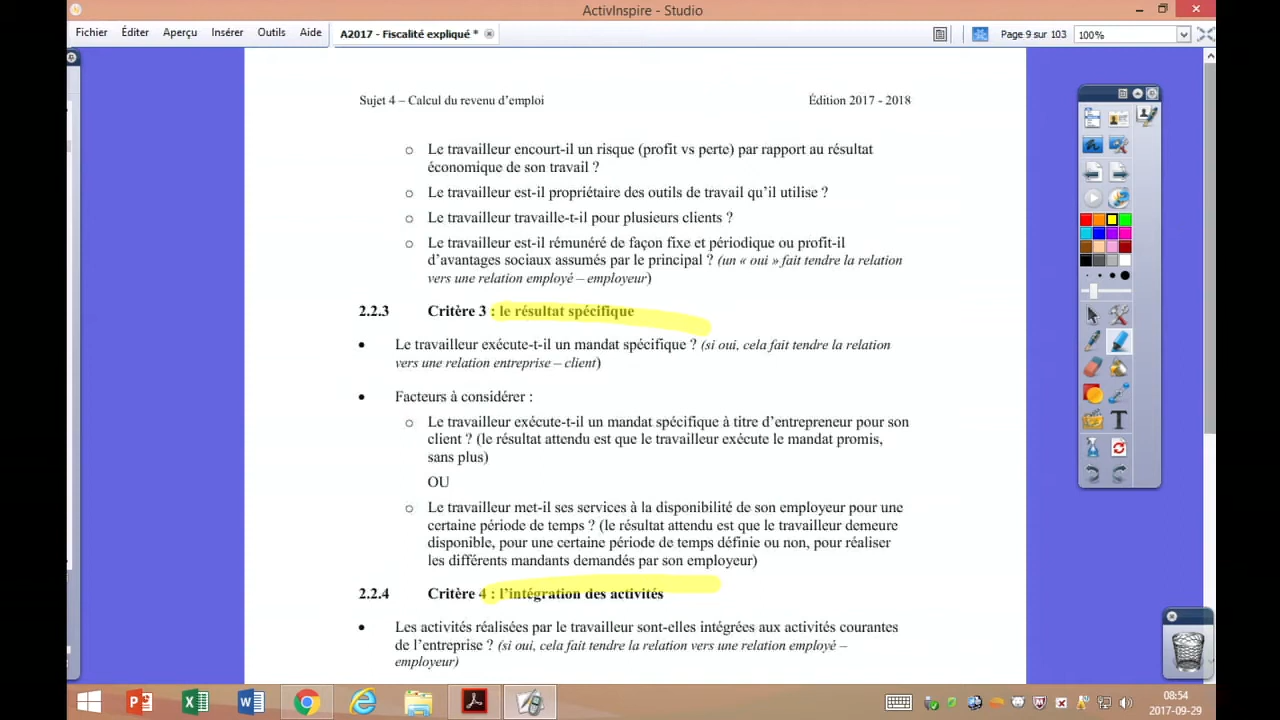 ActivInspire - Studio
Fichier Éditer Aperçu Insérer Outils Aide
A2017 - Fiscalité expliqué *
Page 9 sur 103
100%
Sujet 4 – Calcul du revenu d’emploi
Édition 2017 - 2018
o Le travailleur encourt-il un risque (profit vs perte) par rapport au résultat
économique de son travail ?
o Le travailleur est-il propriétaire des outils de travail qu’il utilise ?
o Le travailleur travaille-t-il pour plusieurs clients ?
o Le travailleur est-il rémunéré de façon fixe et périodique ou profit-il
d’avantages sociaux assumés par le principal ? (un « oui » fait tendre la relation
vers une relation employé – employeur)
2.2.3 Critère 3 : le résultat spécifique
• Le travailleur exécute-t-il un mandat spécifique ? (si oui, cela fait tendre la relation
vers une relation entreprise – client)
• Facteurs à considérer :
o Le travailleur exécute-t-il un mandat spécifique à titre d’entrepreneur pour son
client ? (le résultat attendu est que le travailleur exécute le mandat promis,
sans plus)
OU
o Le travailleur met-il ses services à la disponibilité de son employeur pour une
certaine période de temps ? (le résultat attendu est que le travailleur demeure
disponible, pour une certaine période de temps définie ou non, pour réaliser
les différents mandants demandés par son employeur)
2.2.4 Critère 4 : l’intégration des activités
• Les activités réalisées par le travailleur sont-elles intégrées aux activités courantes
de l’entreprise ? (si oui, cela fait tendre la relation vers une relation employé –
employeur)
08:54
2017-09-29